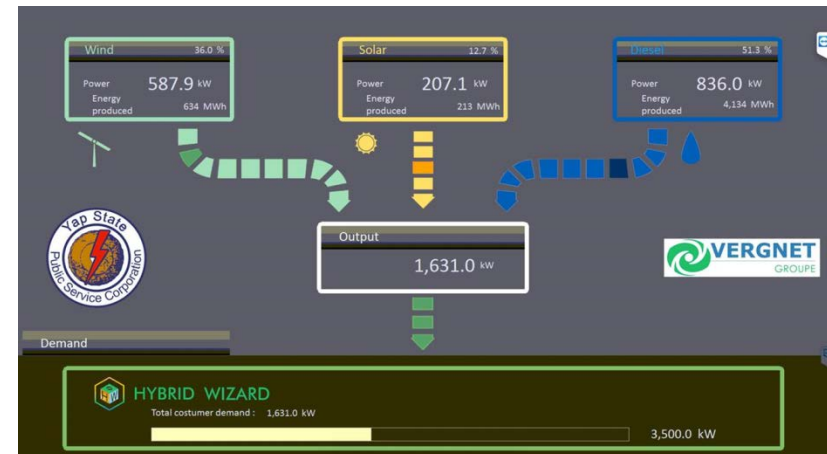 Wind 36.0 %
Power 587.9 kW
Energy produced 634 MWh
Solar 12.7 %
Power 207.1 kW
Energy produced 213 MWh
Diesel 51.3 %
Power 836.0 kW
Energy produced 4,134 MWh
Yap State
Public Service Corporation
Output
1,631.0 kW
VERGNET
GROUPE
Demand
HYBRID WIZARD
Total costumer demand : 1,631.0 kW
3,500.0 kW